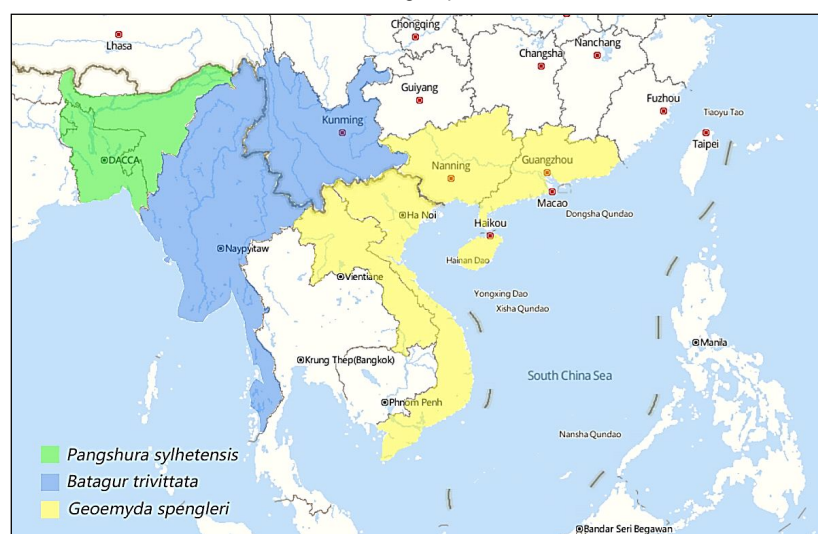 Chongqing
Lhasa
Changsha
Nanchang
Guiyang
Fuzhou
Tiaoyu Tao
Kunming
Taipei
DACCA
Nanning
Guangzhou
Macao
Ha Noi
Haikou
Dongsha Qundao
Naypyitaw
Hainan Dao
Vientiane
Yongxing Dao
Xisha Qundao
Krung Thep(Bangkok)
Manila
South China Sea
Phnom Penh
Nansha Qundao
Pangshura sylhetensis
Batagur trivittata
Geoemyda spengleri
Bandar Seri Begawan